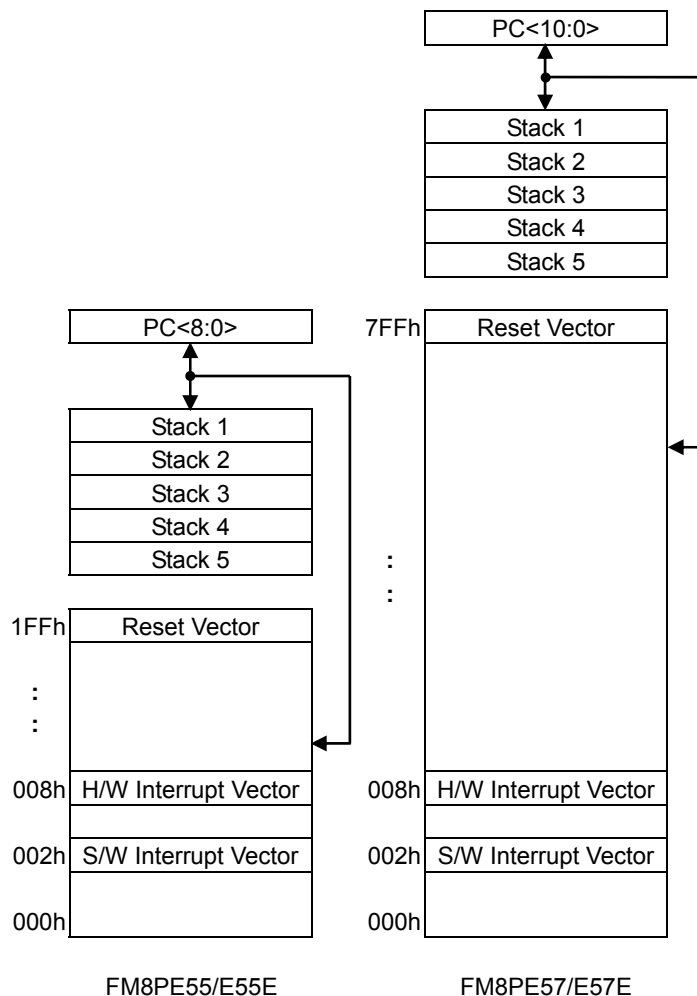 PC<10:0>
Stack 1
Stack 2
Stack 3
Stack 4
Stack 5
PC<8:0>
Stack 1
Stack 2
Stack 3
Stack 4
Stack 5
1FFh Reset Vector
:
:
008h H/W Interrupt Vector
002h S/W Interrupt Vector
000h
FM8PE55/E55E
7FFh Reset Vector
:
:
008h H/W Interrupt Vector
002h S/W Interrupt Vector
000h
FM8PE57/E57E